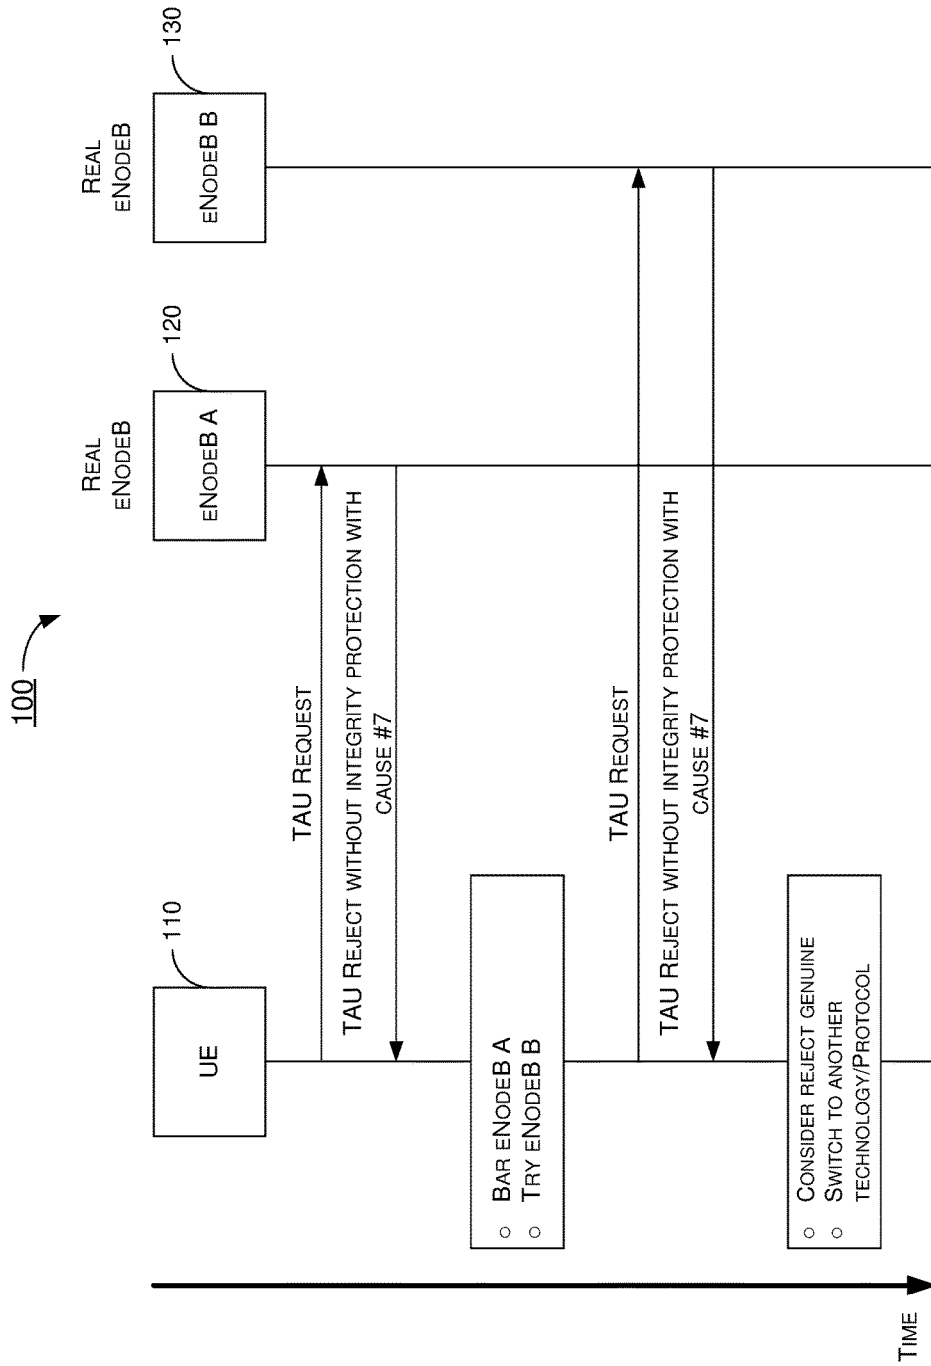 100
REAL
ENODEB
REAL
ENODEB
110
120
130
UE
ENODEB A
ENODEB B
TAU REQUEST
TAU REJECT WITHOUT INTEGRITY PROTECTION WITH
CAUSE #7
○ BAR ENODEB A
○ TRY ENODEB B
TAU REQUEST
TAU REJECT WITHOUT INTEGRITY PROTECTION WITH
CAUSE #7
○ CONSIDER REJECT GENUINE
○ SWITCH TO ANOTHER
TECHNOLOGY/PROTOCOL
TIME